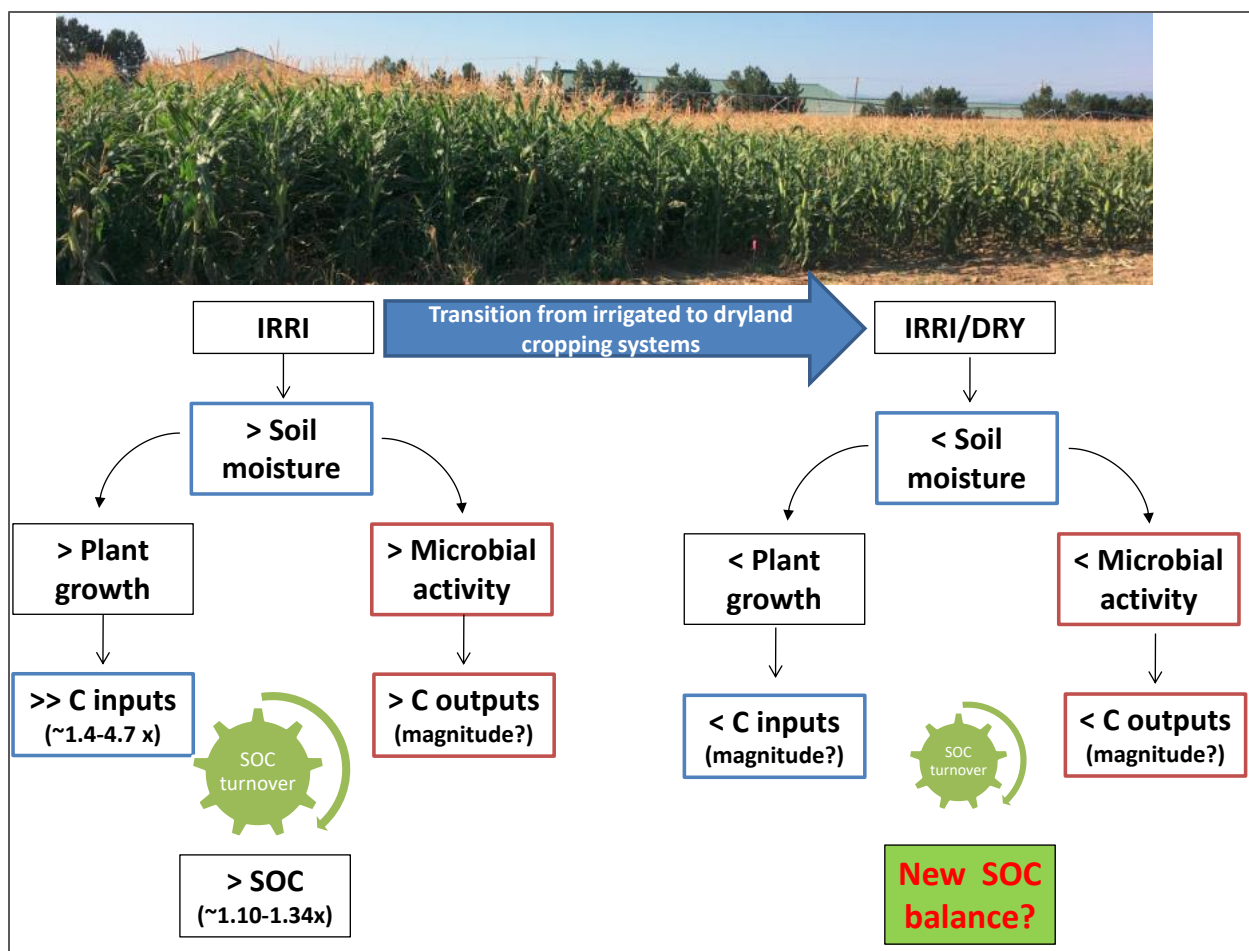 IRRI
Transition from irrigated to dryland
cropping systems
IRRI/DRY
> Soil
moisture
< Soil
moisture
> Plant
growth
> Microbial
activity
< Plant
growth
< Microbial
activity
>> C inputs
(~1.4-4.7 x)
SOC
turnover
> C outputs
(magnitude?)
< C inputs
(magnitude?)
SOC
turnover
< C outputs
(magnitude?)
> SOC
(~1.10-1.34x)
New SOC
balance?